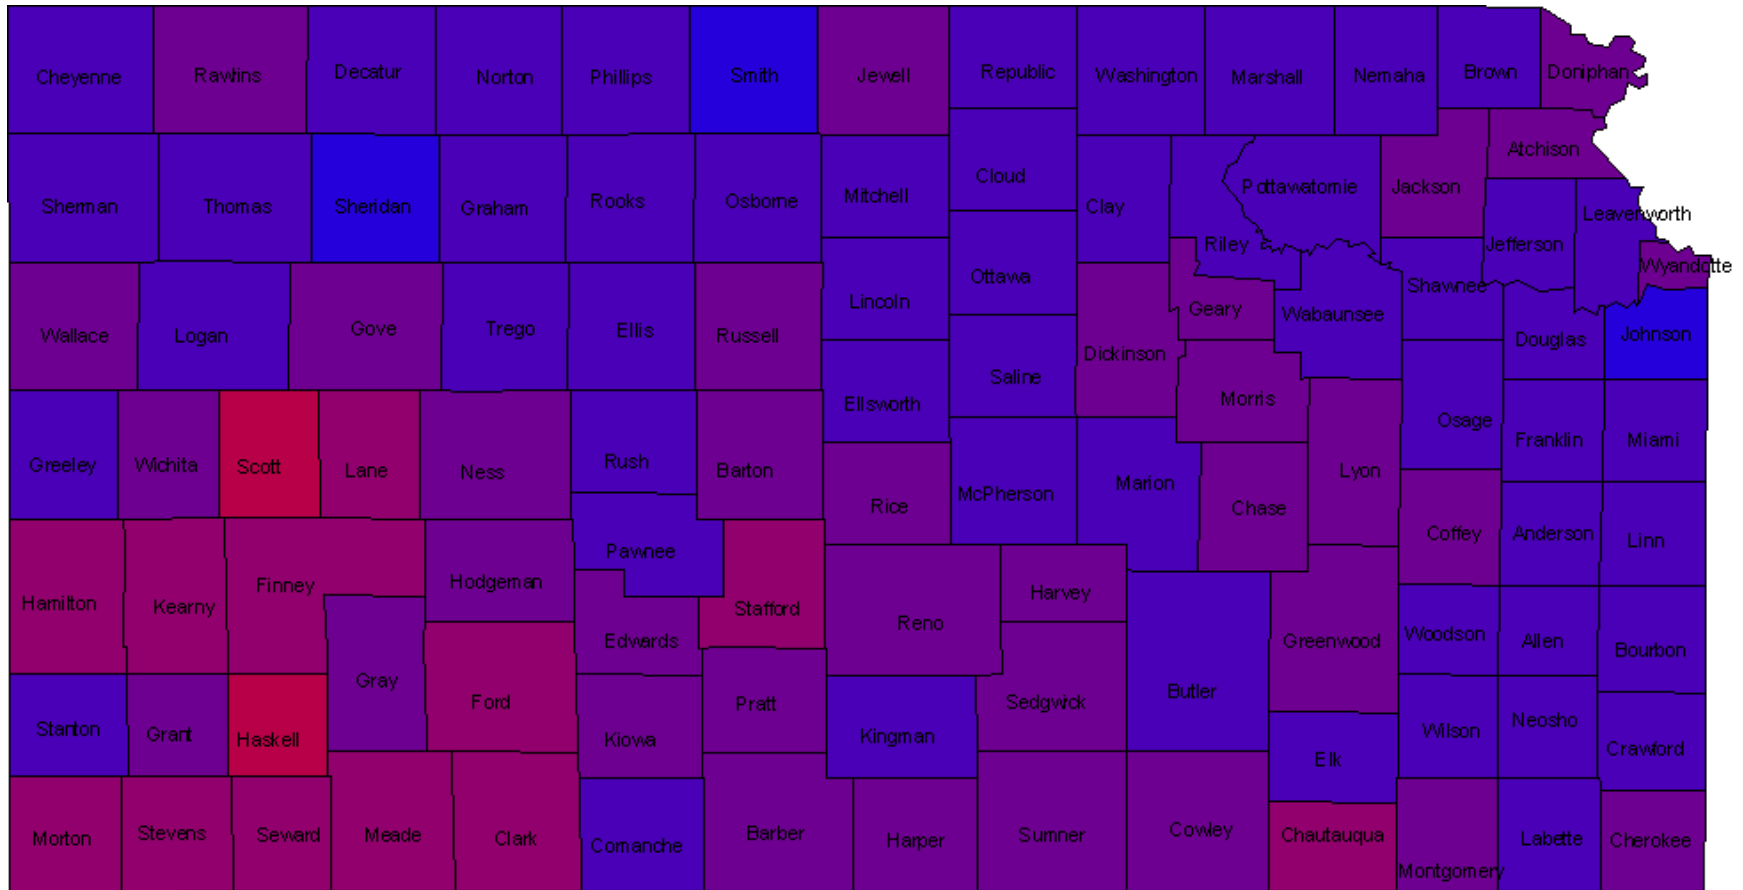 Cheyenne
Rawlins
Decatur
Norton
Phillips
Smith
Jewell
Republic
Washington
Marshall
Nemaha
Brown
Doniphan
Atchison
Sherman
Thomas
Sheridan
Graham
Rooks
Osborne
Mitchell
Cloud
Clay
Riley
Pottawatomie
Jackson
Jefferson
Leavenworth
Wyandotte
Wallace
Logan
Gove
Trego
Ellis
Russell
Lincoln
Ottawa
Saline
Dickinson
Geary
Wabaunsee
Shawnee
Douglas
Johnson
Greeley
Wichita
Scott
Lane
Ness
Rush
Barton
Ellsworth
Rice
McPherson
Marion
Morris
Chase
Lyon
Osage
Franklin
Miami
Coffey
Anderson
Linn
Hamilton
Kearny
Finney
Hodgeman
Pawnee
Edwards
Stafford
Reno
Harvey
Butler
Greenwood
Woodson
Allen
Bourbon
Stanton
Grant
Haskell
Gray
Ford
Kiowa
Pratt
Kingman
Sedgwick
Elk
Wilson
Neosho
Crawford
Morton
Stevens
Seward
Meade
Clark
Comanche
Barber
Harper
Sumner
Cowley
Chautauqua
Montgomery
Labette
Cherokee